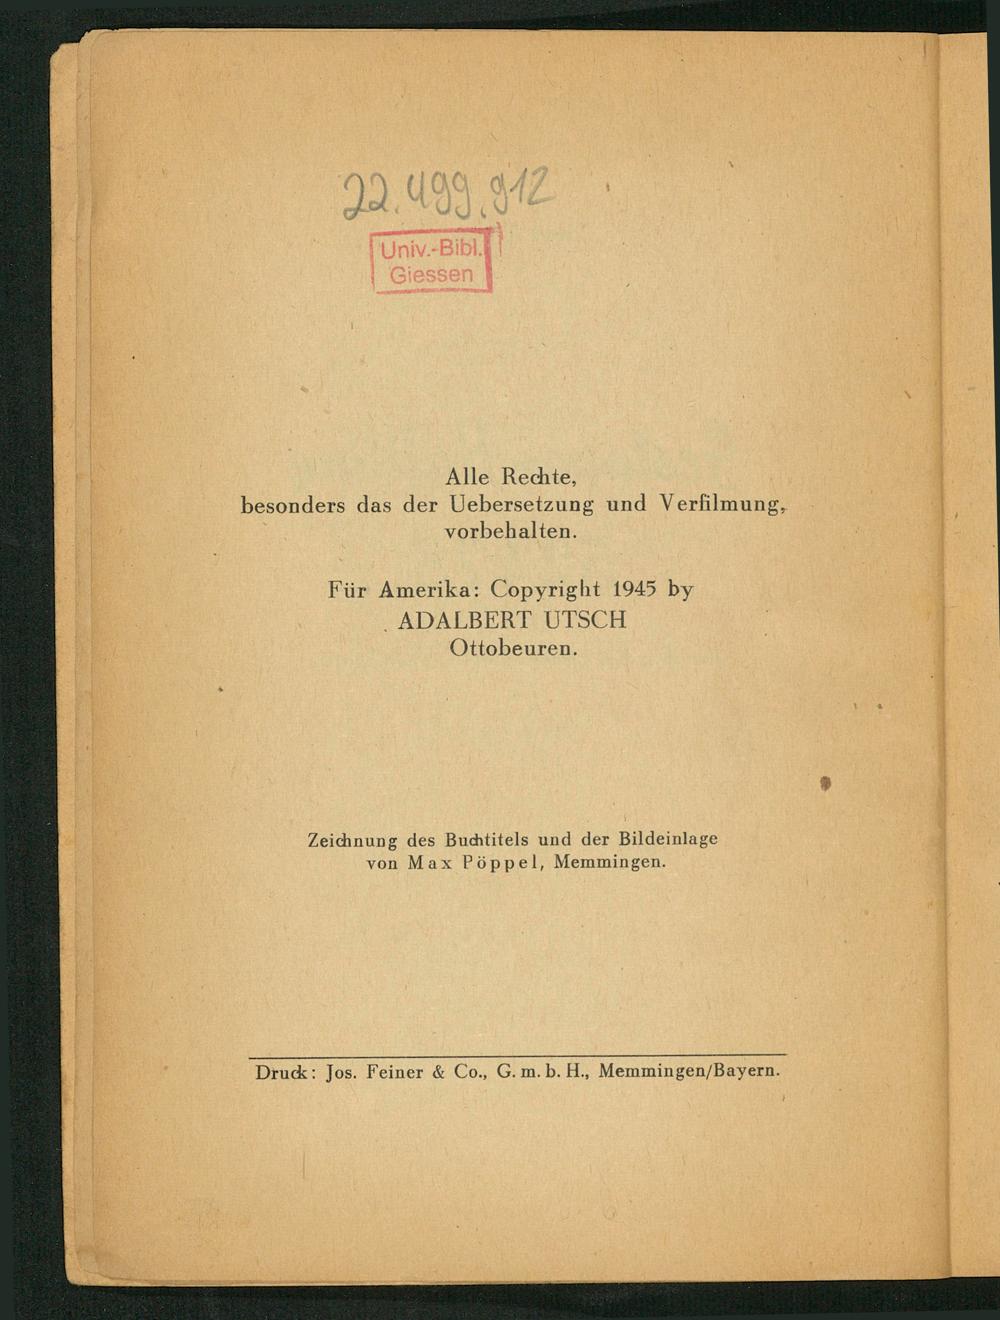 22.499.912
Univ.-Bibl.
Giessen
Alle Rechte,
besonders das der Uebersetzung und Verfilmung,
vorbehalten.
Für Amerika: Copyright 1945 by
ADALBERT UTSCH
Ottobeuren.
Zeichnung des Buchtitels und der Bildeinlage
von Max Pöppel, Memmingen.
Druck: Jos. Feiner & Co., G. m. b. H., Memmingen/Bayern.